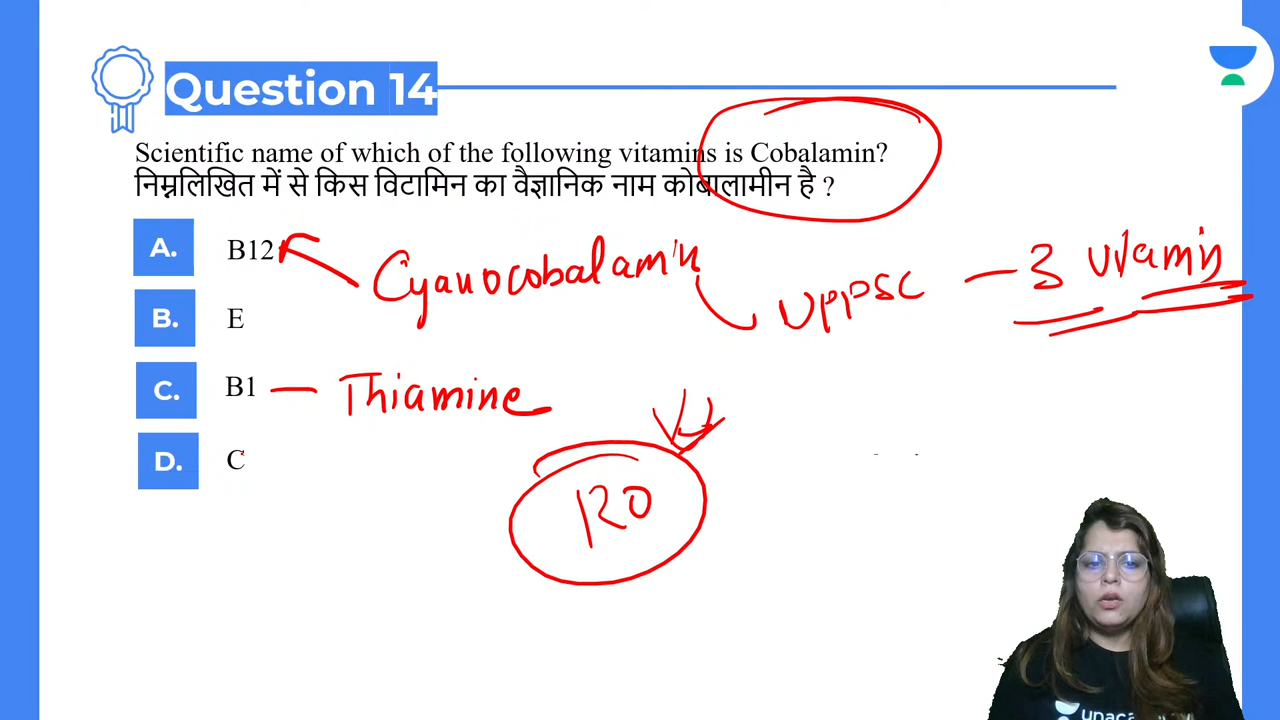 Question 14
Scientific name of which of the following vitamins is Cobalamin?
निम्नलिखित में से किस विटामिन का वैज्ञानिक नाम कोबालामीन है ?
A. B12 Cyanocobalamin UPPSC – 3 Vitamin
B. E
C. B1 – Thiamine
D. C
RO